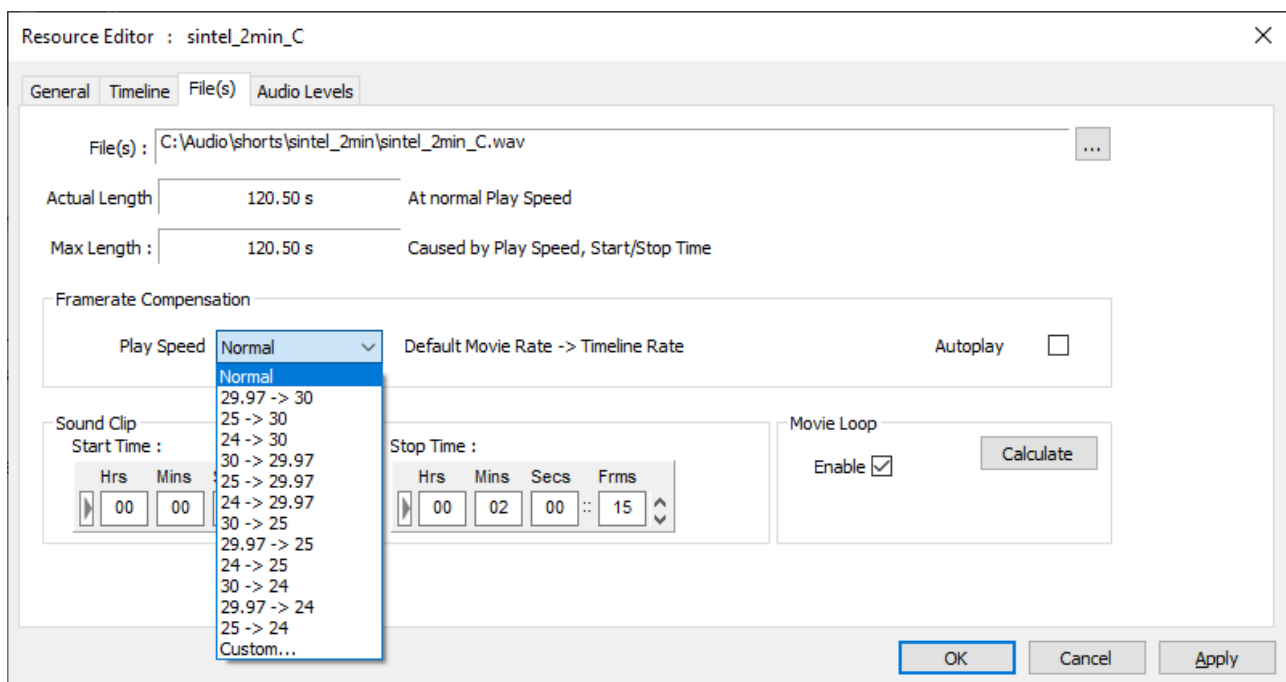 Resource Editor : sintel_2min_C
General Timeline File(s) Audio Levels
File(s) : C:\Audio\shorts\sintel_2min\sintel_2min_C.wav ...
Actual Length 120.50 s At normal Play Speed
Max Length : 120.50 s Caused by Play Speed, Start/Stop Time
Framerate Compensation
Play Speed Normal Default Movie Rate -> Timeline Rate Autoplay
Normal
29.97 -> 30
25 -> 30
24 -> 30
30 -> 29.97
25 -> 29.97
24 -> 29.97
30 -> 25
29.97 -> 25
24 -> 25
30 -> 24
29.97 -> 24
25 -> 24
Custom...
Sound Clip
Start Time :
Hrs Mins
00 00
Stop Time :
Hrs Mins Secs Frms
00 02 00 :: 15
Movie Loop
Enable Calculate
OK Cancel Apply